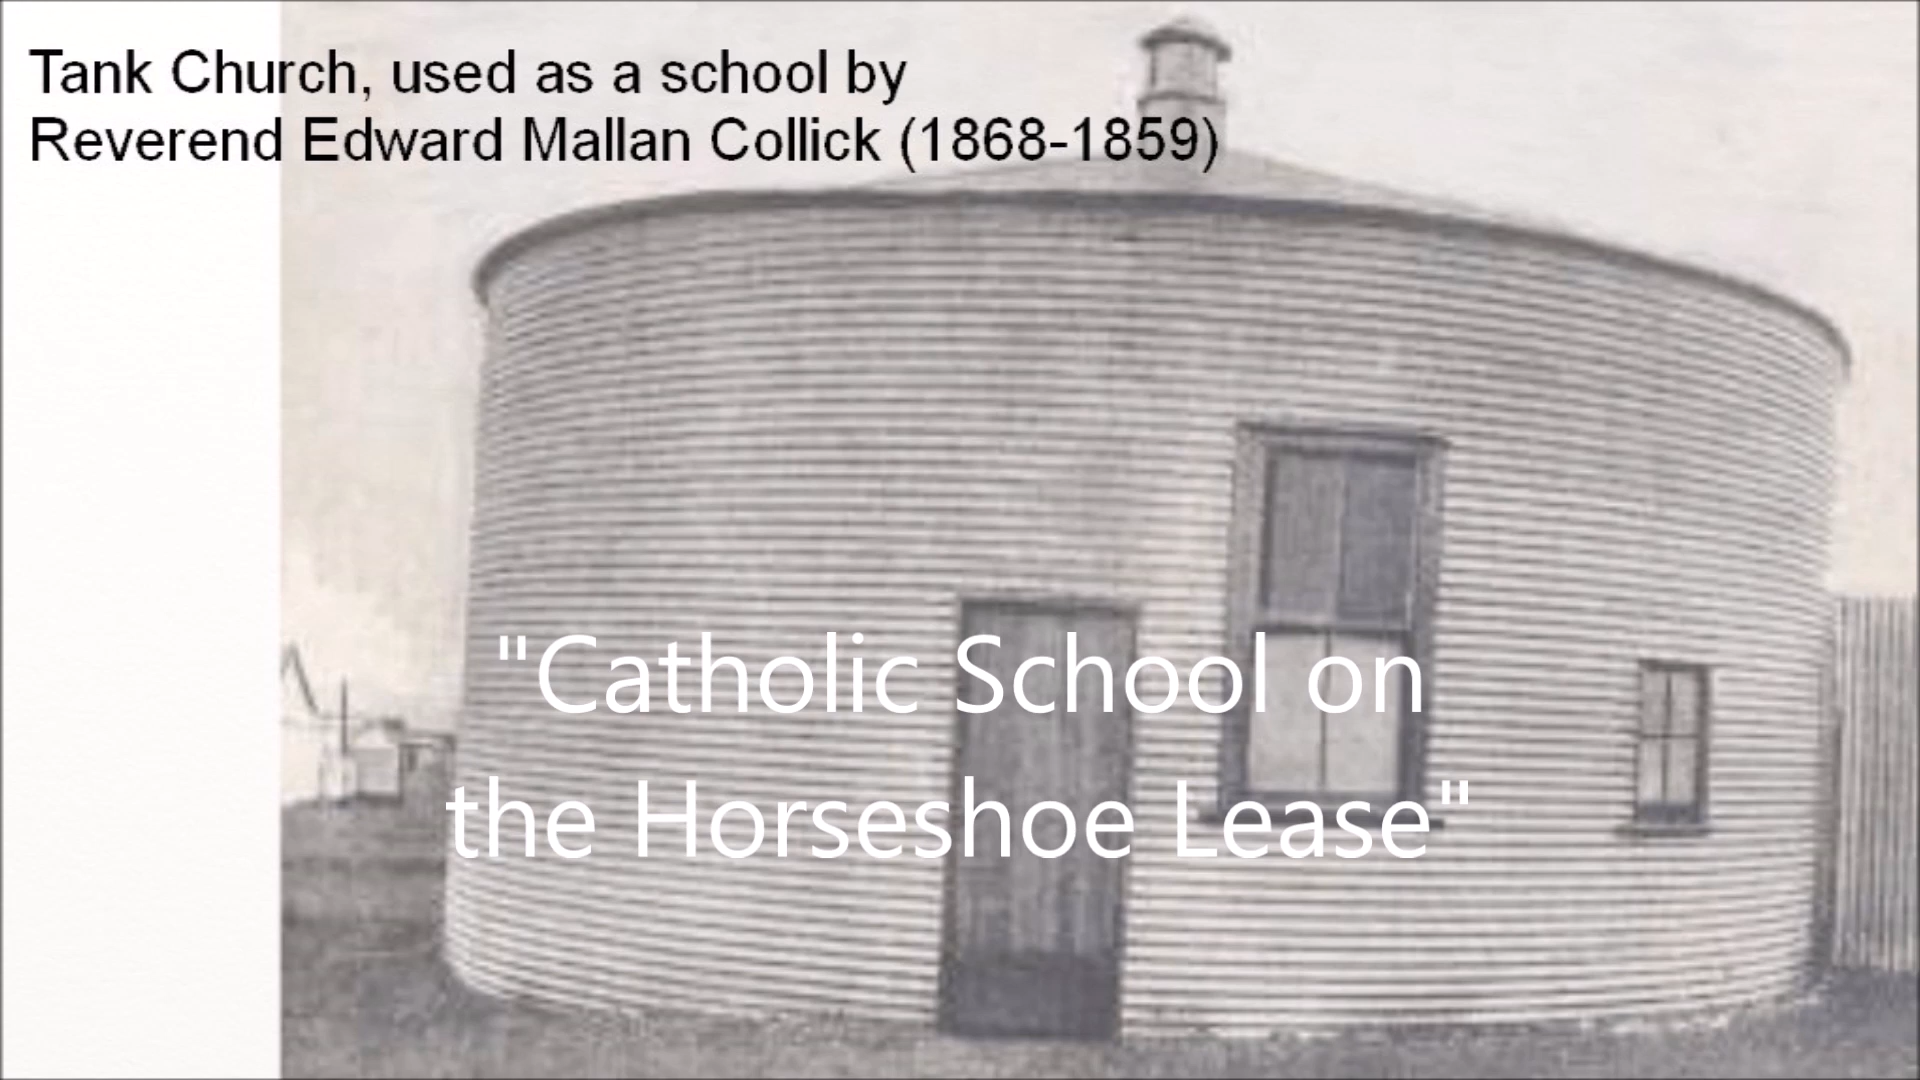 Tank Church, used as a school by
Reverend Edward Mallan Collick (1868-1859)
"Catholic School on
the Horseshoe Lease"